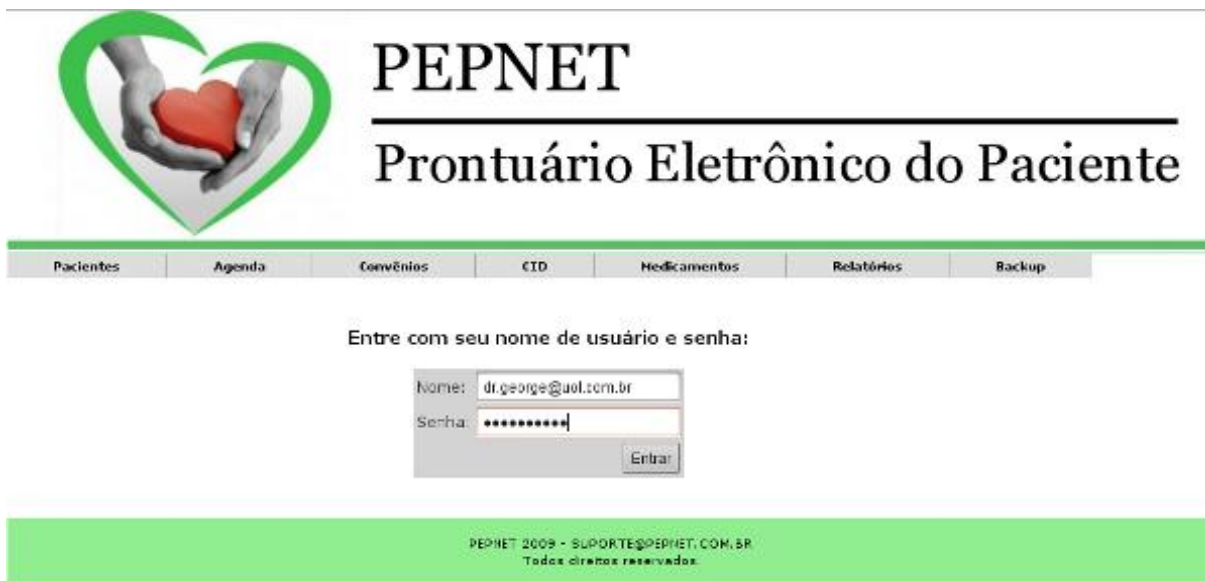 PEPNET
Prontuário Eletrônico do Paciente
Pacientes Agenda Convênios CID Medicamentos Relatórios Backup
Entre com seu nome de usuário e senha:
Nome: dr.george@uol.com.br
Senha: ••••••••••
Entrar
PEPNET 2009 - SUPORTE@PEPNET.COM.BR
Todos direitos reservados.